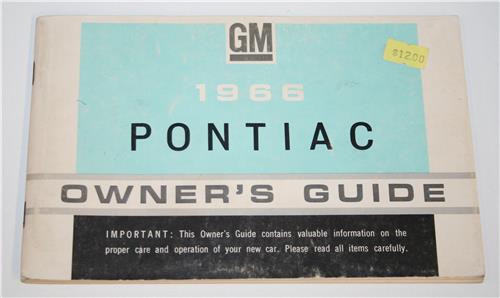 GM
$12.00
1966
PONTIAC
OWNER'S GUIDE
IMPORTANT: This Owner's Guide contains valuable information on the
proper care and operation of your new car. Please read all items carefully.